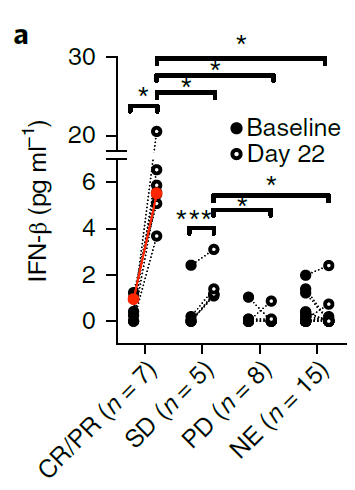 a
30
20
6
4
2
0
IFN-β (pg ml⁻¹)
*
*
*
*
Baseline
Day 22
*
*
***
CR/PR (n = 7)
SD (n = 5)
PD (n = 8)
NE (n = 15)